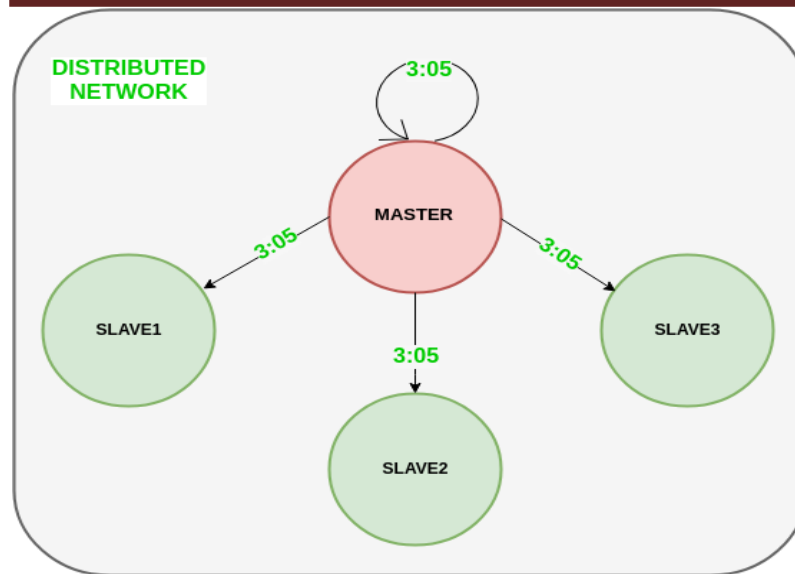 DISTRIBUTED
NETWORK
3:05
MASTER
3:05
3:05
SLAVE1
SLAVE3
3:05
SLAVE2